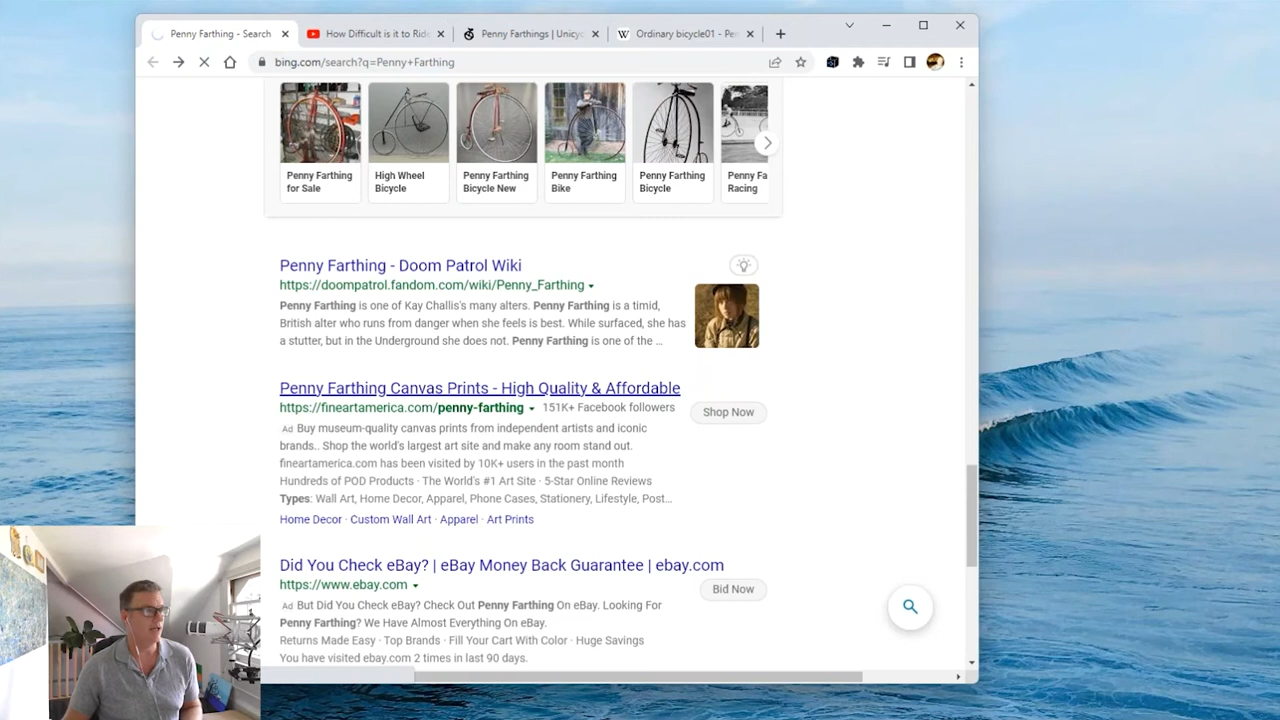 Penny Farthing - Search
How Difficult is it to Ride
Penny Farthings | Unicyc
Ordinary bicycle01 - Pen
bing.com/search?q=Penny+Farthing
Penny Farthing
for Sale
High Wheel
Bicycle
Penny Farthing
Bicycle New
Penny Farthing
Bike
Penny Farthing
Bicycle
Penny Fa
Racing
Penny Farthing - Doom Patrol Wiki
https://doompatrol.fandom.com/wiki/Penny_Farthing
Penny Farthing is one of Kay Challis's many alters. Penny Farthing is a timid,
British alter who runs from danger when she feels is best. While surfaced, she has
a stutter, but in the Underground she does not. Penny Farthing is one of the ...
Penny Farthing Canvas Prints - High Quality & Affordable
https://fineartamerica.com/penny-farthing 151K+ Facebook followers
Shop Now
Ad Buy museum-quality canvas prints from independent artists and iconic
brands.. Shop the world's largest art site and make any room stand out.
fineartamerica.com has been visited by 10K+ users in the past month
Hundreds of POD Products · The World's #1 Art Site · 5-Star Online Reviews
Types: Wall Art, Home Decor, Apparel, Phone Cases, Stationery, Lifestyle, Post...
Home Decor · Custom Wall Art · Apparel · Art Prints
Did You Check eBay? | eBay Money Back Guarantee | ebay.com
https://www.ebay.com
Bid Now
Ad But Did You Check eBay? Check Out Penny Farthing On eBay. Looking For
Penny Farthing? We Have Almost Everything On eBay.
Returns Made Easy · Top Brands · Fill Your Cart With Color · Huge Savings
You have visited ebay.com 2 times in last 90 days.